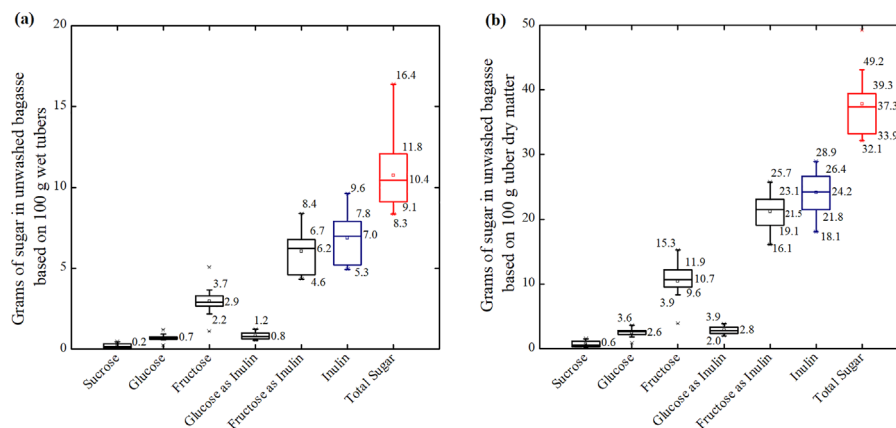 (a)
Grams of sugar in unwashed bagasse
based on 100 g wet tubers
20
15
10
5
0
0.2
0.7
3.7
2.9
2.2
1.2
0.8
8.4
6.7
6.2
4.6
9.6
7.8
7.0
5.3
16.4
11.8
10.4
9.1
8.3
Sucrose
Glucose
Fructose
Glucose as Inulin
Fructose as Inulin
Inulin
Total Sugar
(b)
Grams of sugar in unwashed bagasse
based on 100 g tuber dry matter
50
40
30
20
10
0
0.6
3.6
2.6
15.3
11.9
10.7
9.6
3.9
3.9
2.8
2.0
25.7
23.1
21.5
19.1
16.1
28.9
26.4
24.2
21.8
18.1
49.2
39.3
37.3
33.9
32.1
Sucrose
Glucose
Fructose
Glucose as Inulin
Fructose as Inulin
Inulin
Total Sugar